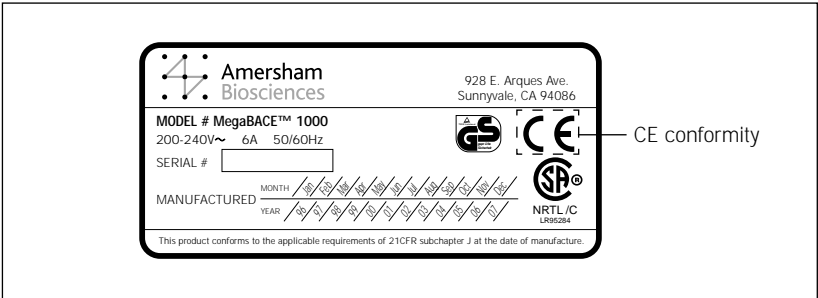 Amersham
Biosciences
928 E. Arques Ave.
Sunnyvale, CA 94086
MODEL # MegaBACE™ 1000
200-240V~ 6A 50/60Hz
SERIAL #
MANUFACTURED
MONTH Jan Feb Mar Apr May Jun Jul Aug Sep Oct Nov Dec
YEAR 96 97 98 99 00 01 02 03 04 05 06 07
GS
CE
CE conformity
SA ®
NRTL /C
LR95284
This product conforms to the applicable requirements of 21CFR subchapter J at the date of manufacture.